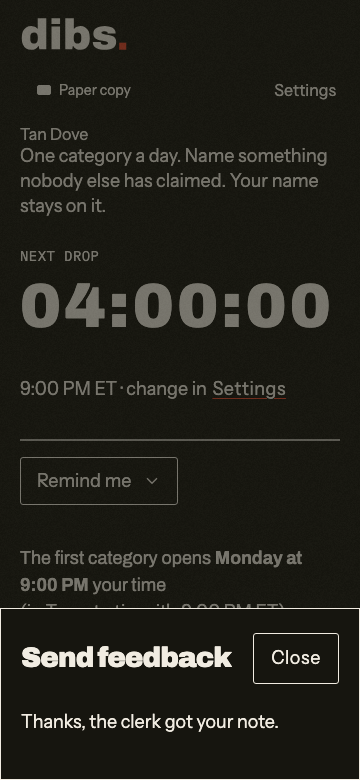 dibs.
Paper copy
Settings
Tan Dove
One category a day. Name something
nobody else has claimed. Your name
stays on it.
NEXT DROP
04:00:00
9:00 PM ET · change in Settings
Remind me
The first category opens Monday at
9:00 PM your time
Send feedback
Close
Thanks, the clerk got your note.